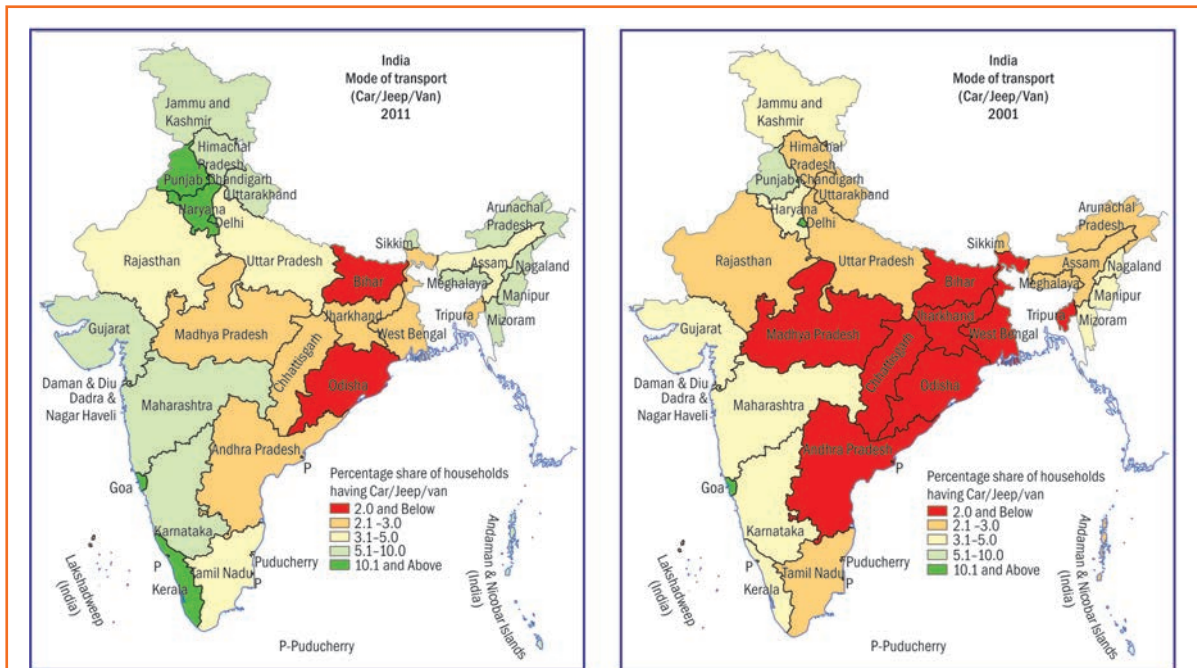 India
Mode of transport
(Car/Jeep/Van)
2011
Jammu and
Kashmir
Himachal
Pradesh
Punjab
Chandigarh
Uttarakhand
Haryana
Delhi
Rajasthan
Uttar Pradesh
Sikkim
Arunachal
Pradesh
Assam
Nagaland
Meghalaya
Manipur
Bihar
Tripura
Mizoram
Jharkhand
West Bengal
Gujarat
Madhya Pradesh
Chhattisgarh
Odisha
Daman & Diu
Dadra &
Nagar Haveli
Maharashtra
Andhra Pradesh
P
Goa
Karnataka
Percentage share of households
having Car/Jeep/van
2.0 and Below
2.1 –3.0
3.1–5.0
5.1–10.0
10.1 and Above
Lakshadweep
(India)
P
Kerala
Tamil Nadu
Puducherry
P
Andaman & Nicobar Islands
(India)
P-Puducherry
India
Mode of transport
(Car/Jeep/Van)
2001
Jammu and
Kashmir
Himachal
Pradesh
Punjab
Chandigarh
Uttarakhand
Haryana
Delhi
Rajasthan
Uttar Pradesh
Sikkim
Arunachal
Pradesh
Assam
Nagaland
Meghalaya
Manipur
Bihar
Tripura
Mizoram
Jharkhand
West Bengal
Gujarat
Madhya Pradesh
Chhattisgarh
Odisha
Daman & Diu
Dadra &
Nagar Haveli
Maharashtra
Andhra Pradesh
P
Goa
Karnataka
Percentage share of households
having Car/Jeep/van
2.0 and Below
2.1 –3.0
3.1–5.0
5.1–10.0
10.1 and Above
Lakshadweep
(India)
P
Kerala
Tamil Nadu
Puducherry
P
Andaman & Nicobar Islands
(India)
P-Puducherry